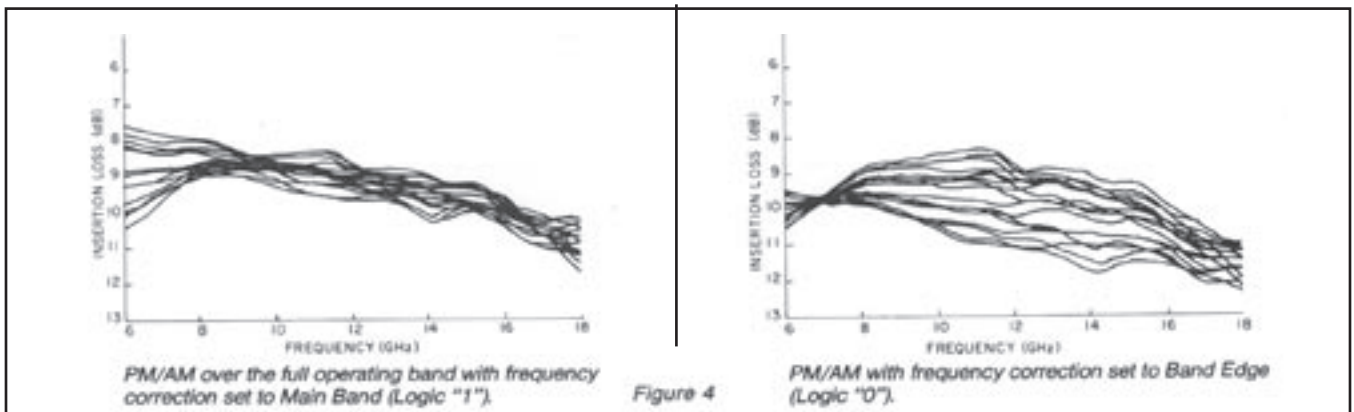 6
7
8
9
10
11
12
13
INSERTION LOSS (dB)
6 8 10 12 14 16 18
FREQUENCY (GHz)
PM/AM over the full operating band with frequency
correction set to Main Band (Logic "1").
Figure 4
6
7
8
9
10
11
12
13
INSERTION LOSS (dB)
6 8 10 12 14 16 18
FREQUENCY (GHz)
PM/AM with frequency correction set to Band Edge
(Logic "0").